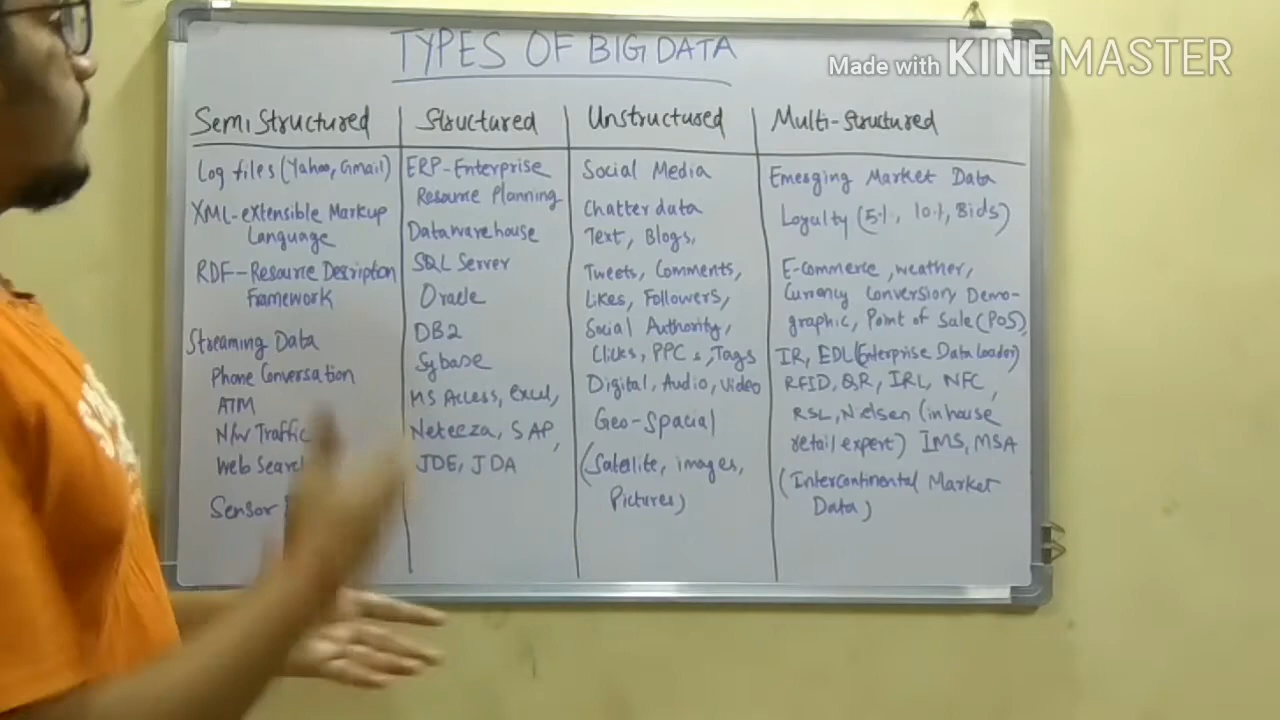 TYPES OF BIG DATA
Made with KINEMASTER
Semi Structured
Log files (Yahoo, Gmail)
XML-extensible Markup
Language
RDF-Resource Description
Framework
Streaming Data
Phone Conversation
ATM
N/w Traffic
Web Searc
Sensor
Structured
ERP-Enterprise
Resource Planning
Datawarehouse
SQL Server
Oracle
DB2
Sybase
MS Access, Excel,
Neteeza, SAP,
JDE, JDA
Unstructured
Social Media
Chatter data
Text, Blogs,
Tweets, Comments,
Likes, Followers,
Social Authority,
Clicks, PPC s, Tags
Digital, Audio, Video
Geo-Spacial
(Satellite, images,
Pictures)
Multi-Structured
Emerging Market Data
Loyalty (5%, 10%, Bids)
E-commerce, weather,
Currency Conversion, Demo-
graphic, Point of Sale (POS),
IR, EDL (Enterprise Data Loader)
RFID, QR, IRL, NFC,
RSL, Nielsen (in house
retail expert) IMS, MSA
(Intercontinental Market
Data)